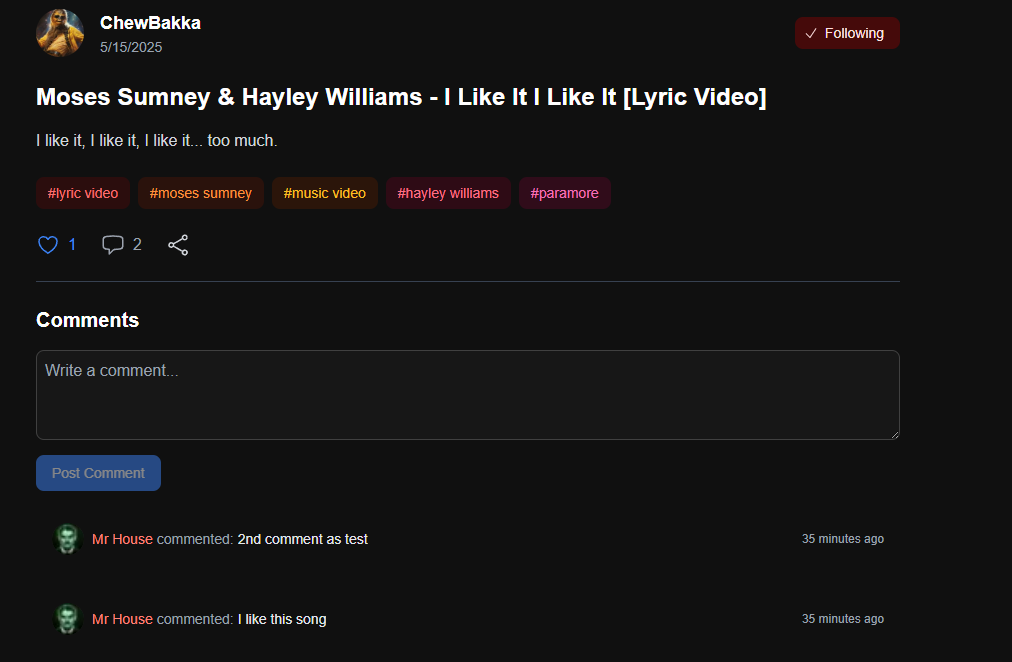 ChewBakka
5/15/2025
Following
Moses Sumney & Hayley Williams - I Like It I Like It [Lyric Video]
I like it, I like it, I like it... too much.
#lyric video #moses sumney #music video #hayley williams #paramore
1 2
Comments
Write a comment...
Post Comment
Mr House commented: 2nd comment as test 35 minutes ago
Mr House commented: I like this song 35 minutes ago